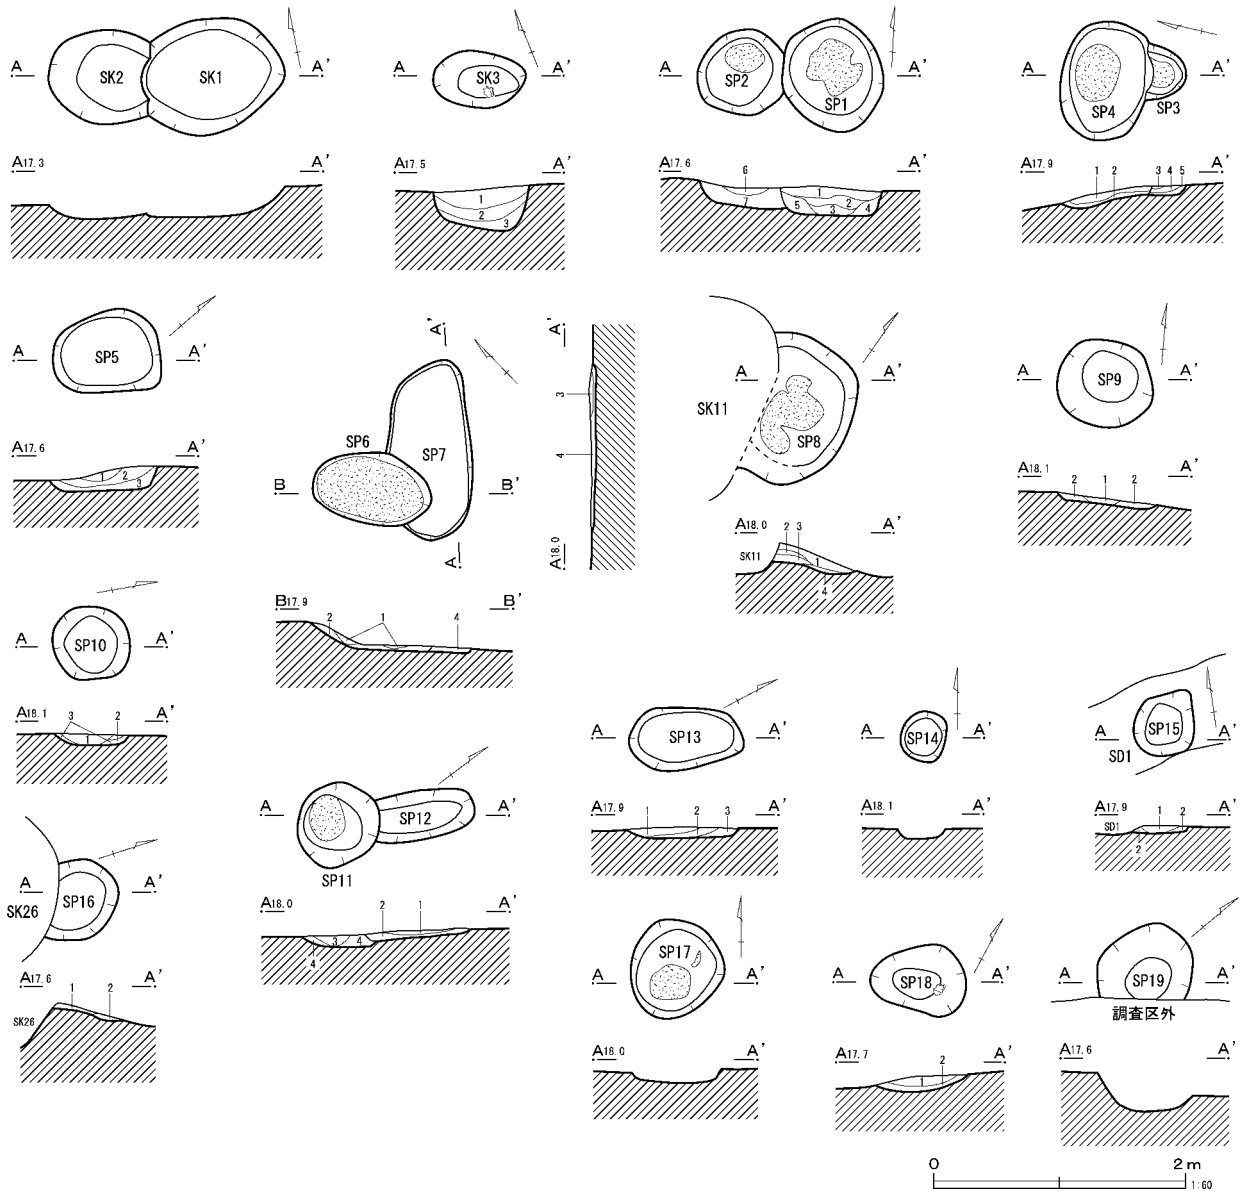 A SK2 SK1 A'
A17.3 A'
A SK3 A'
A17.5 A'
1
2
3
A SP2 SP1 A'
A17.6 A'
6 1
7 5 3 2 4
A SP4 SP3 A'
A17.9 A'
1 2 3 4 5
A SP5 A'
A17.6 A'
1 2 3
A'
SP6 SP7
B B'
A
A'
3
4
A18.0
B17.9 B'
2 1 4
A A'
SK11 SP8
A18.0 A'
SK11 2 3 1
4
A SP9 A'
A18.1 A'
2 1 2
A SP10 A'
A18.1 A'
3 2
1
A SP12 A'
SP11
A18.0 A'
2 1
3 4
4
A SP13 A'
A17.9 A'
1 2 3
A SP14 A'
A18.1 A'
A SP15 A'
SD1
A17.9 A'
SD1 1 2
2
A SP16 A'
SK26
A17.6 A'
1 2
SK26
SP17
A A'
A18.0 A'
A SP18 A'
A17.7 A'
2
1
A SP19 A'
調査区外
A17.6 A'
0 2m
1:60